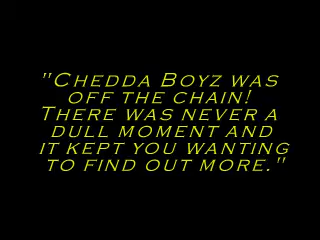 "Chedda Boyz was
off the chain!
There was never a
dull moment and
it kept you wanting
to find out more."